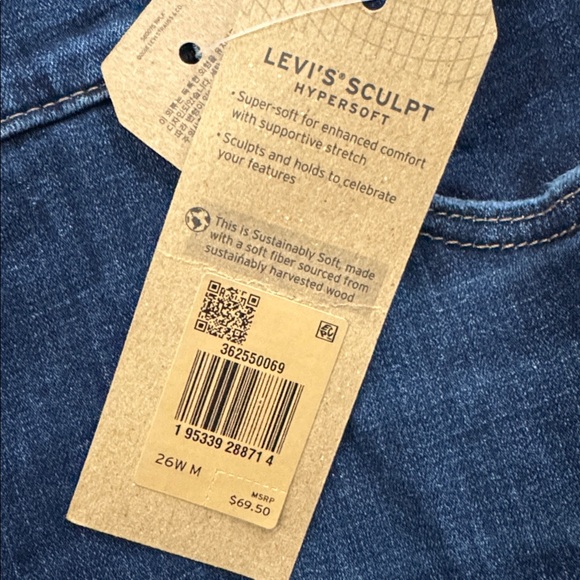 LEVI'S® SCULPT
HYPERSOFT
• Super-soft for enhanced comfort
with supportive stretch
• Sculpts and holds to celebrate
your features
This is Sustainably Soft, made
with a soft fiber sourced from
sustainably harvested wood
362550069
1 95339 28871 4
26W M
MSRP
$69.50